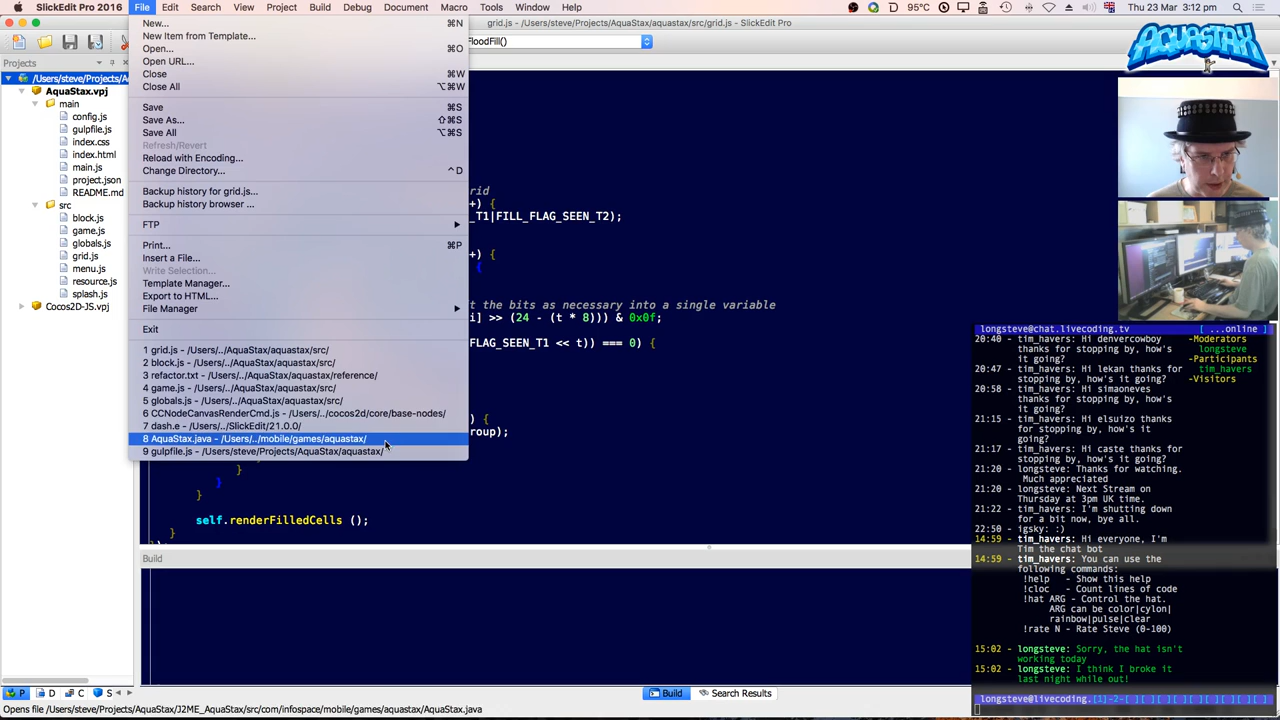 SlickEdit Pro 2016 File Edit Search View Project Build Debug Document Macro Tools Window Help 95°C Thu 23 Mar 3:12 pm
grid.js – /Users/steve/Projects/AquaStax/aquastax/src/grid.js – SlickEdit Pro 2016
FloodFill()
AQUASTAX
Projects
/Users/steve/Projects/A
AquaStax.vpj
main
config.js
gulpfile.js
index.css
index.html
main.js
project.json
README.md
src
block.js
game.js
globals.js
grid.js
menu.js
resource.js
splash.js
Cocos2D-JS.vpj
New... ⌘N
New Item from Template...
Open... ⌘O
Open URL...
Close ⌘W
Close All ⌥⌘W
Save ⌘S
Save As... ⇧⌘S
Save All ⌥⌘S
Refresh/Revert
Reload with Encoding...
Change Directory... ^D
Backup history for grid.js...
Backup history browser ...
FTP
Print... ⌘P
Insert a File...
Write Selection...
Template Manager...
Export to HTML...
File Manager
Exit
1 grid.js - /Users/../AquaStax/aquastax/src/
2 block.js - /Users/../AquaStax/aquastax/src/
3 refactor.txt - /Users/../AquaStax/aquastax/reference/
4 game.js - /Users/../AquaStax/aquastax/src/
5 globals.js - /Users/../AquaStax/aquastax/src/
6 CCNodeCanvasRenderCmd.js - /Users/../cocos2d/core/base-nodes/
7 dash.e - /Users/../SlickEdit/21.0.0/
8 AquaStax.java - /Users/../mobile/games/aquastax/
9 gulpfile.js - /Users/steve/Projects/AquaStax/aquastax/
rid
+) {
_T1|FILL_FLAG_SEEN_T2);
+) {
{
t the bits as necessary into a single variable
i] >> (24 - (t * 8))) & 0x0f;
FLAG_SEEN_T1 << t)) === 0) {
) {
roup);
}
}
}
self.renderFilledCells ();
}
Build
P D C S
Build Search Results
Opens file /Users/steve/Projects/AquaStax/J2ME_AquaStax/src/com/infospace/mobile/games/aquastax/AquaStax.java
longsteve@chat.livecoding.tv [ ...online ]
20:40 - tim_havers: Hi denvercowboy
thanks for stopping by, how's
it going?
20:47 - tim_havers: Hi lekan thanks
for stopping by, how's it
going?
20:58 - tim_havers: Hi simaoneves
thanks for stopping by, how's
it going?
21:15 - tim_havers: Hi elsuizo thanks
for stopping by, how's it
going?
21:16 - tim_havers: Hi caste thanks
for stopping by, how's it
going?
21:20 - longsteve: Thanks for watching.
Much appreciated
21:20 - longsteve: Next Stream on
Thursday at 3pm UK time.
21:22 - tim_havers: I'm shutting down
for a bit now, bye all.
22:50 - igsky: :)
14:59 - tim_havers: Hi everyone, I'm
Tim the chat bot
14:59 - tim_havers: You can use the
following commands:
!help - Show this help
!cloc - Count lines of code
!hat ARG - Control the hat.
ARG can be color|cylon|
rainbow|pulse|clear
!rate N - Rate Steve (0-100)
15:02 - longsteve: Sorry, the hat isn't
working today
15:02 - longsteve: I think I broke it
last night while out!
-Moderators
longsteve
-Participants
tim_havers
-Visitors
longsteve@livecoding.[1]-2-[ ][ ][ ][ ][ ][ ][ ][ ]